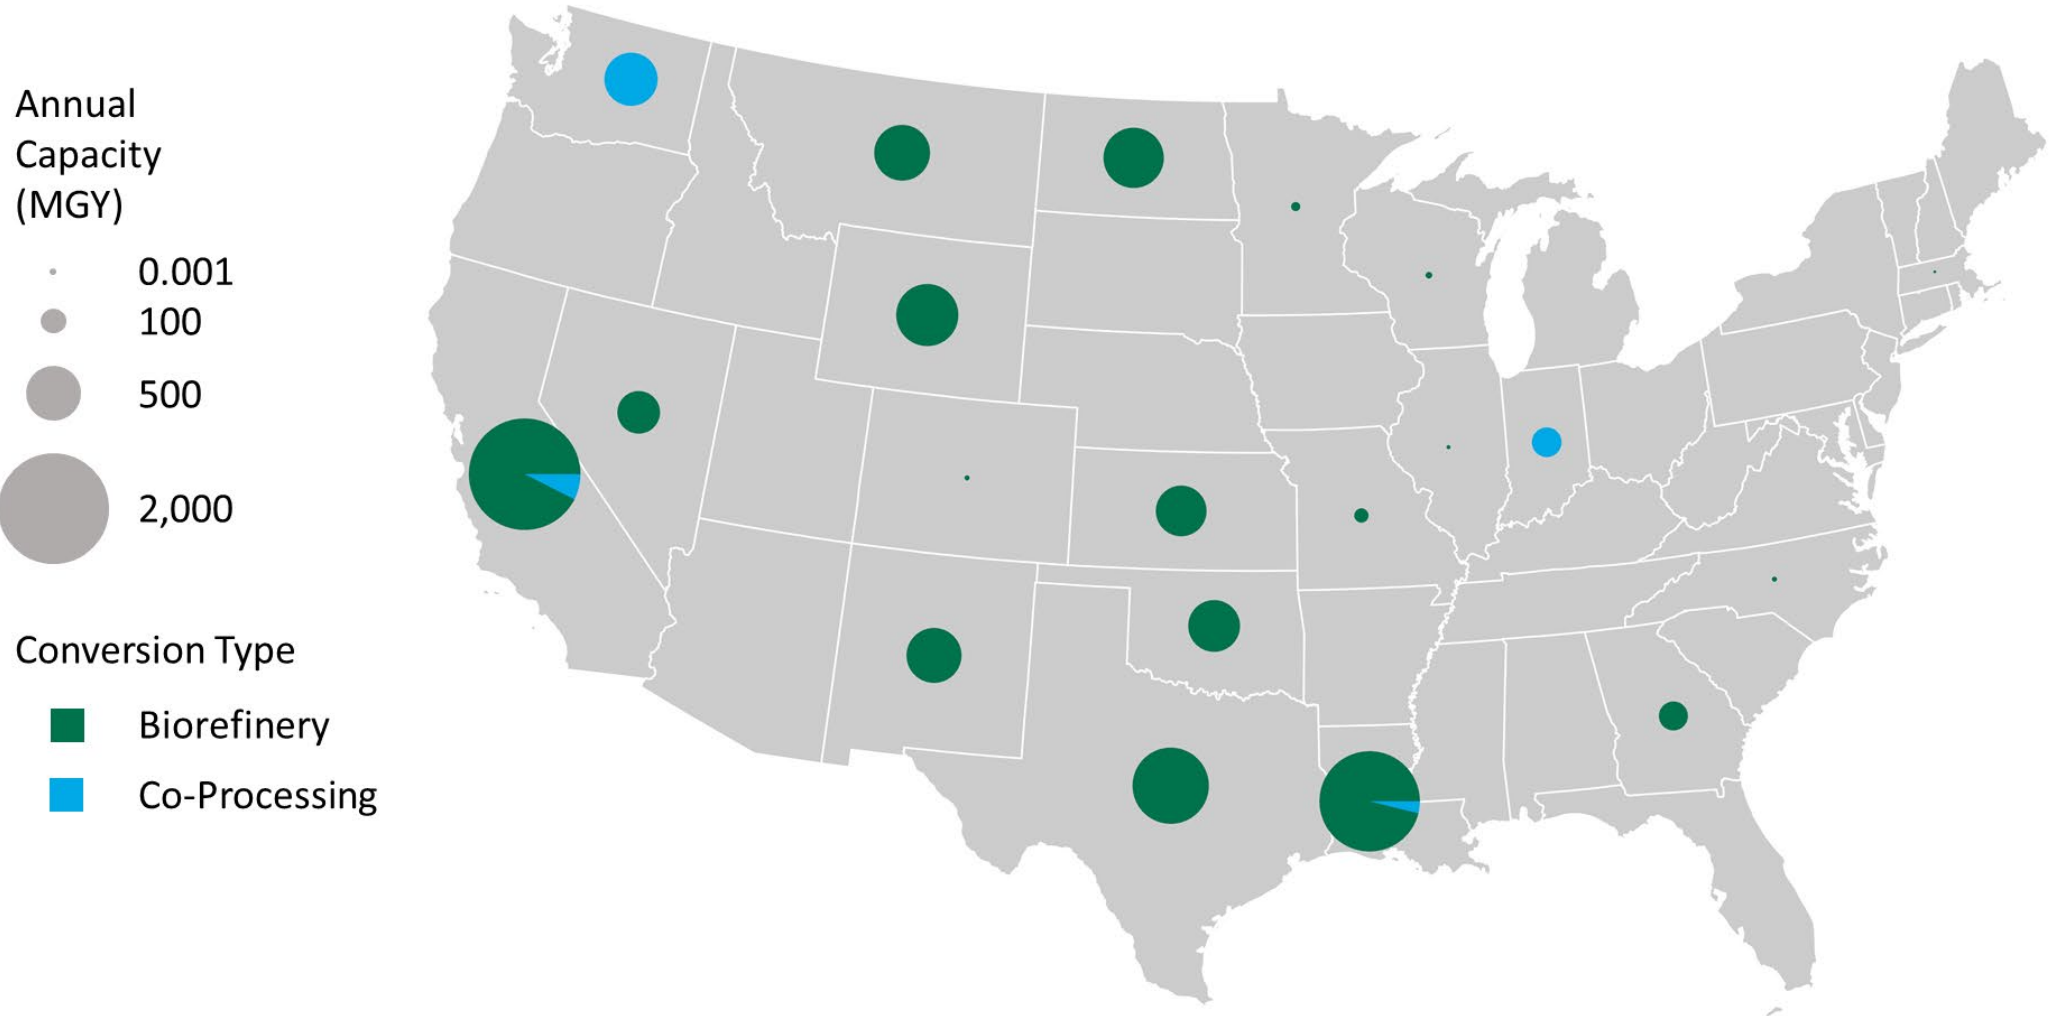 Annual
Capacity
(MGY)
0.001
100
500
2,000
Conversion Type
Biorefinery
Co-Processing